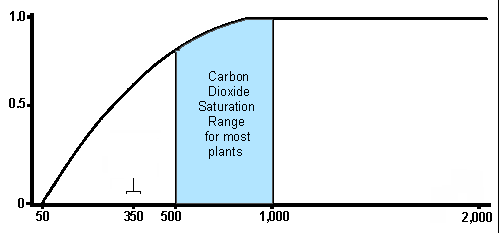 1.0
Carbon
Dioxide
Saturation
Range
for most
plants
0.5
0
50 350 500 1,000 2,000